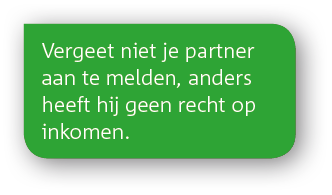 Vergeet niet je partner
aan te melden, anders
heeft hij geen recht op
inkomen.